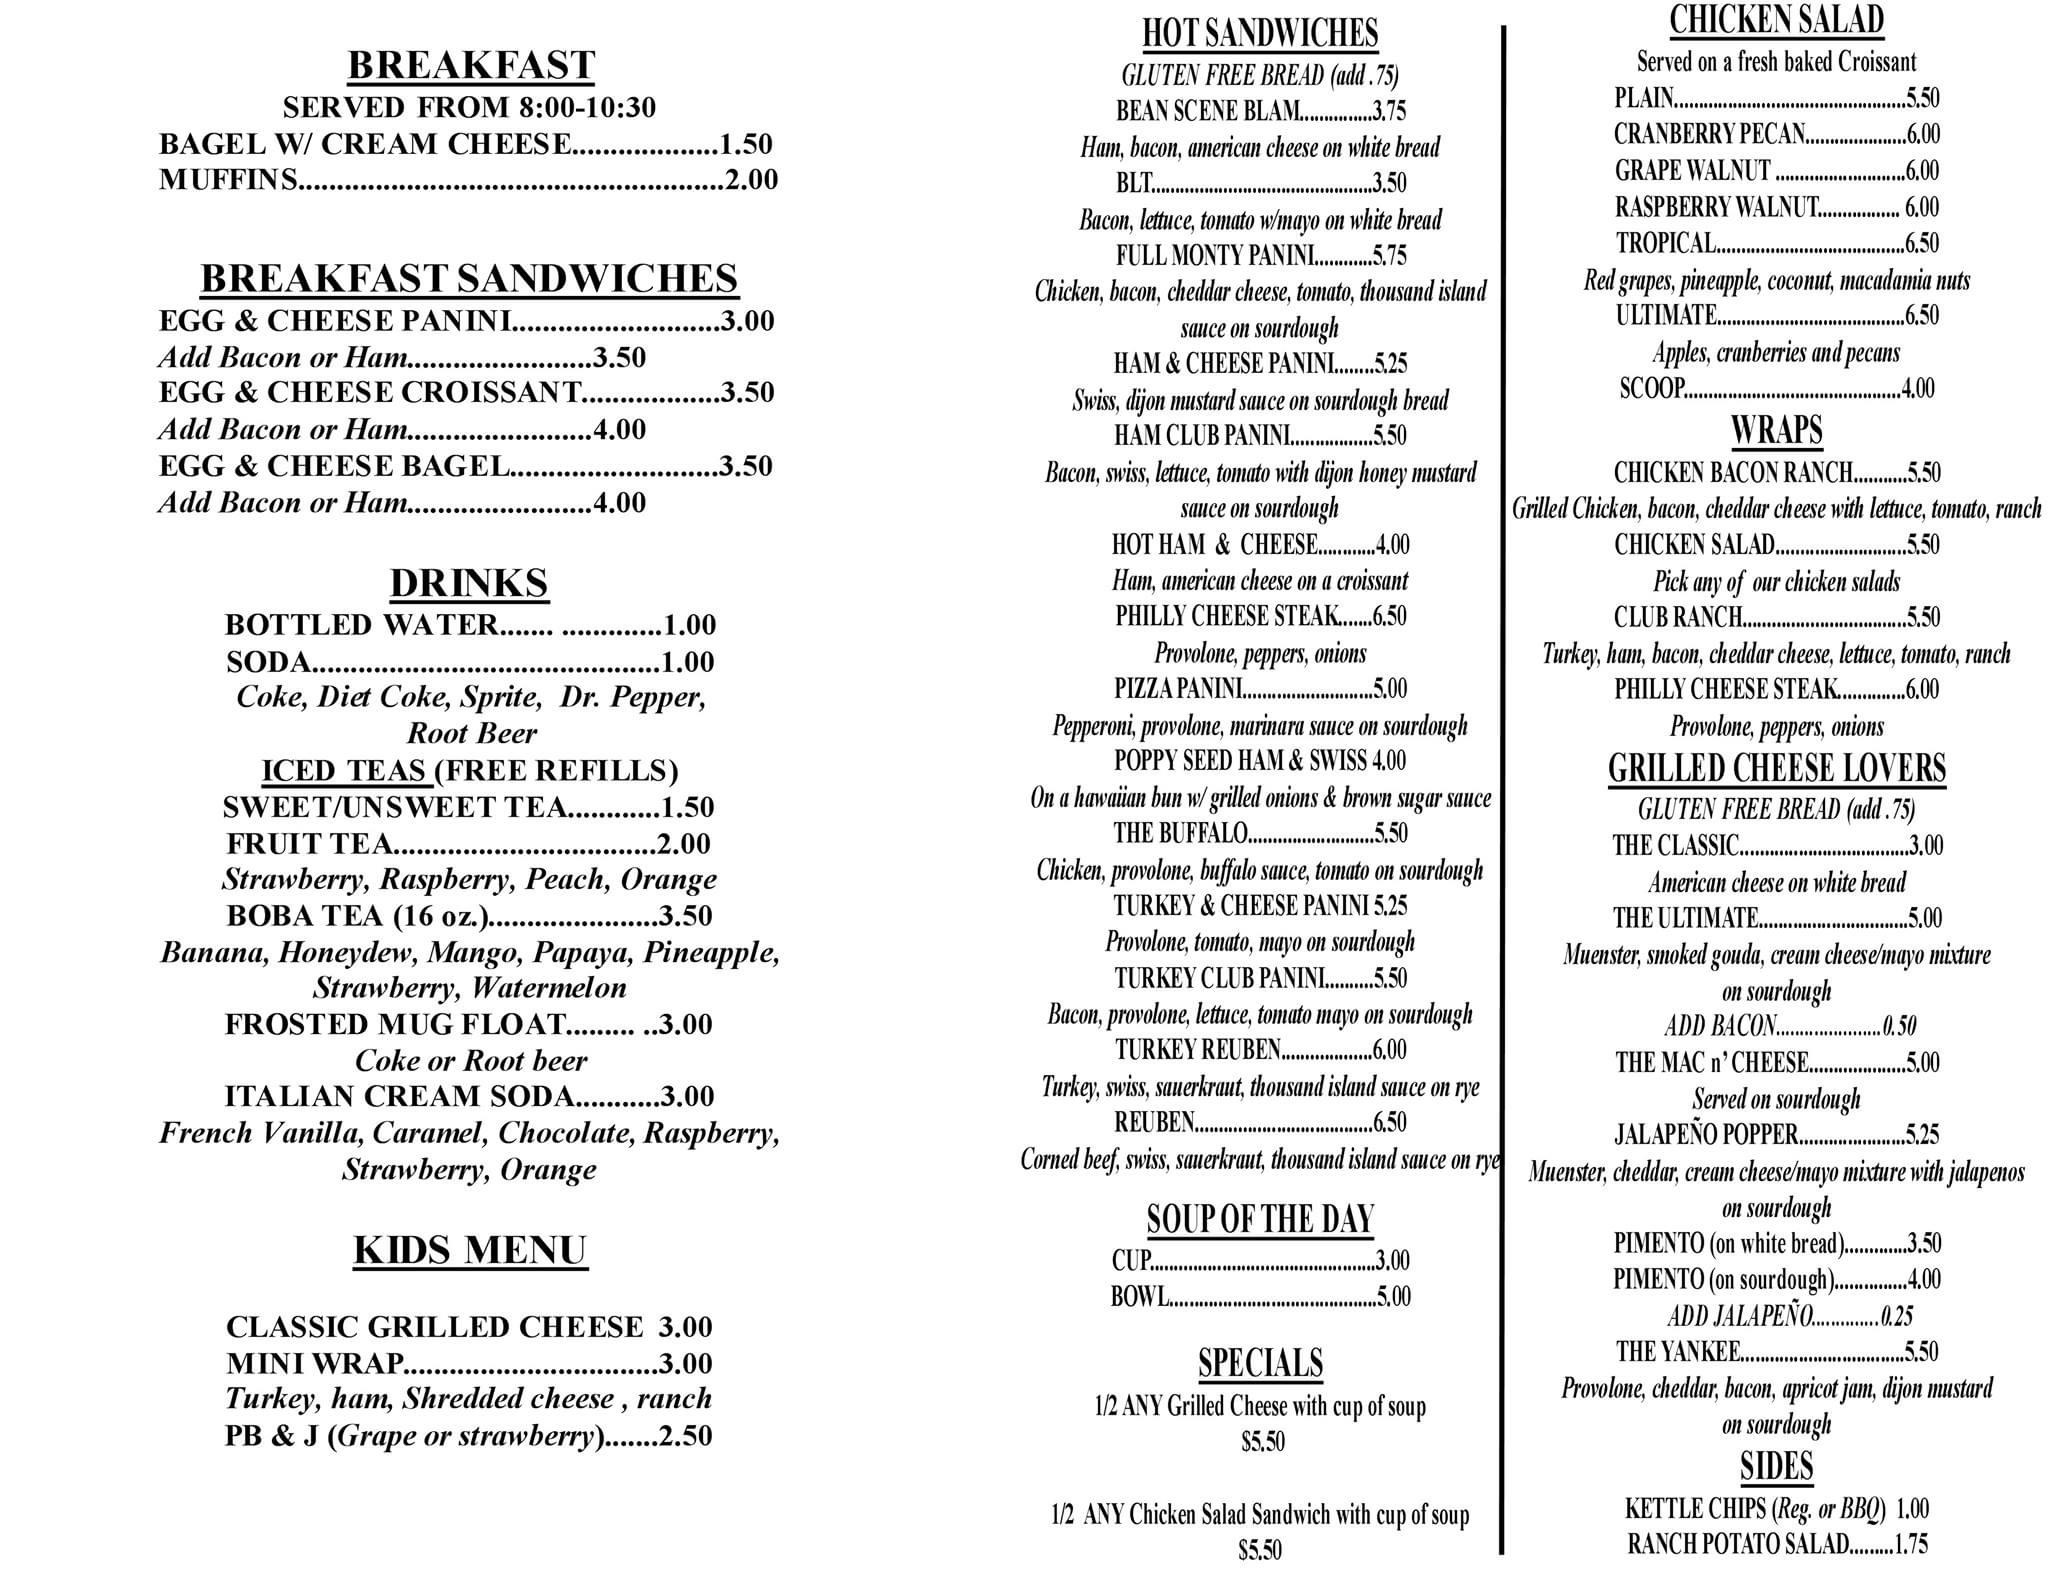 BREAKFAST
SERVED FROM 8:00-10:30
BAGEL W/ CREAM CHEESE...................1.50
MUFFINS.......................................................2.00
BREAKFAST SANDWICHES
EGG & CHEESE PANINI...........................3.00
Add Bacon or Ham........................3.50
EGG & CHEESE CROISSANT..................3.50
Add Bacon or Ham........................4.00
EGG & CHEESE BAGEL...........................3.50
Add Bacon or Ham........................4.00
DRINKS
BOTTLED WATER....... .............1.00
SODA.............................................1.00
Coke, Diet Coke, Sprite, Dr. Pepper,
Root Beer
ICED TEAS (FREE REFILLS)
SWEET/UNSWEET TEA............1.50
FRUIT TEA..................................2.00
Strawberry, Raspberry, Peach, Orange
BOBA TEA (16 oz.)......................3.50
Banana, Honeydew, Mango, Papaya, Pineapple,
Strawberry, Watermelon
FROSTED MUG FLOAT......... ..3.00
Coke or Root beer
ITALIAN CREAM SODA...........3.00
French Vanilla, Caramel, Chocolate, Raspberry,
Strawberry, Orange
KIDS MENU
CLASSIC GRILLED CHEESE 3.00
MINI WRAP.................................3.00
Turkey, ham, Shredded cheese , ranch
PB & J (Grape or strawberry).......2.50
HOT SANDWICHES
GLUTEN FREE BREAD (add .75)
BEAN SCENE BLAM...............3.75
Ham, bacon, american cheese on white bread
BLT.............................................3.50
Bacon, lettuce, tomato w/mayo on white bread
FULL MONTY PANINI............5.75
Chicken, bacon, cheddar cheese, tomato, thousand island
sauce on sourdough
HAM & CHEESE PANINI........5.25
Swiss, dijon mustard sauce on sourdough bread
HAM CLUB PANINI.................5.50
Bacon, swiss, lettuce, tomato with dijon honey mustard
sauce on sourdough
HOT HAM & CHEESE............4.00
Ham, american cheese on a croissant
PHILLY CHEESE STEAK.......6.50
Provolone, peppers, onions
PIZZA PANINI...........................5.00
Pepperoni, provolone, marinara sauce on sourdough
POPPY SEED HAM & SWISS 4.00
On a hawaiian bun w/ grilled onions & brown sugar sauce
THE BUFFALO..........................5.50
Chicken, provolone, buffalo sauce, tomato on sourdough
TURKEY & CHEESE PANINI 5.25
Provolone, tomato, mayo on sourdough
TURKEY CLUB PANINI..........5.50
Bacon, provolone, lettuce, tomato mayo on sourdough
TURKEY REUBEN...................6.00
Turkey, swiss, sauerkraut, thousand island sauce on rye
REUBEN.....................................6.50
Corned beef, swiss, sauerkraut, thousand island sauce on rye
SOUP OF THE DAY
CUP...............................................3.00
BOWL...........................................5.00
SPECIALS
1/2 ANY Grilled Cheese with cup of soup
$5.50
1/2 ANY Chicken Salad Sandwich with cup of soup
$5.50
CHICKEN SALAD
Served on a fresh baked Croissant
PLAIN................................................5.50
CRANBERRY PECAN.....................6.00
GRAPE WALNUT ...........................6.00
RASPBERRY WALNUT................. 6.00
TROPICAL.......................................6.50
Red grapes, pineapple, coconut, macadamia nuts
ULTIMATE.......................................6.50
Apples, cranberries and pecans
SCOOP.............................................4.00
WRAPS
CHICKEN BACON RANCH...........5.50
Grilled Chicken, bacon, cheddar cheese with lettuce, tomato, ranch
CHICKEN SALAD...........................5.50
Pick any of our chicken salads
CLUB RANCH..................................5.50
Turkey, ham, bacon, cheddar cheese, lettuce, tomato, ranch
PHILLY CHEESE STEAK..............6.00
Provolone, peppers, onions
GRILLED CHEESE LOVERS
GLUTEN FREE BREAD (add .75)
THE CLASSIC...................................3.00
American cheese on white bread
THE ULTIMATE...............................5.00
Muenster, smoked gouda, cream cheese/mayo mixture
on sourdough
ADD BACON......................0.50
THE MAC n’ CHEESE....................5.00
Served on sourdough
JALAPEÑO POPPER......................5.25
Muenster, cheddar, cream cheese/mayo mixture with jalapenos
on sourdough
PIMENTO (on white bread).............3.50
PIMENTO (on sourdough)...............4.00
ADD JALAPEÑO..............0.25
THE YANKEE..................................5.50
Provolone, cheddar, bacon, apricot jam, dijon mustard
on sourdough
SIDES
KETTLE CHIPS (Reg. or BBQ) 1.00
RANCH POTATO SALAD.........1.75